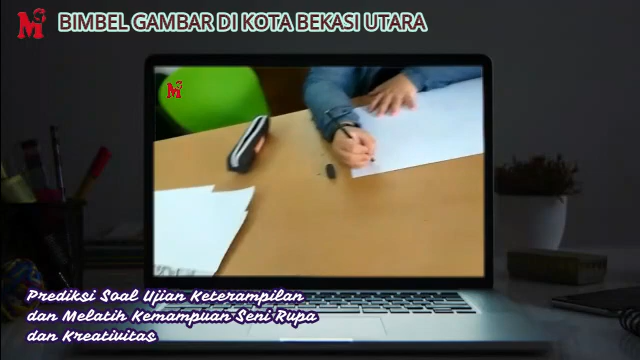 M BIMBEL GAMBAR DI KOTA BEKASI UTARA
M
Prediksi Soal Ujian Keterampilan
dan Melatih Kemampuan Seni Rupa
dan Kreativitas